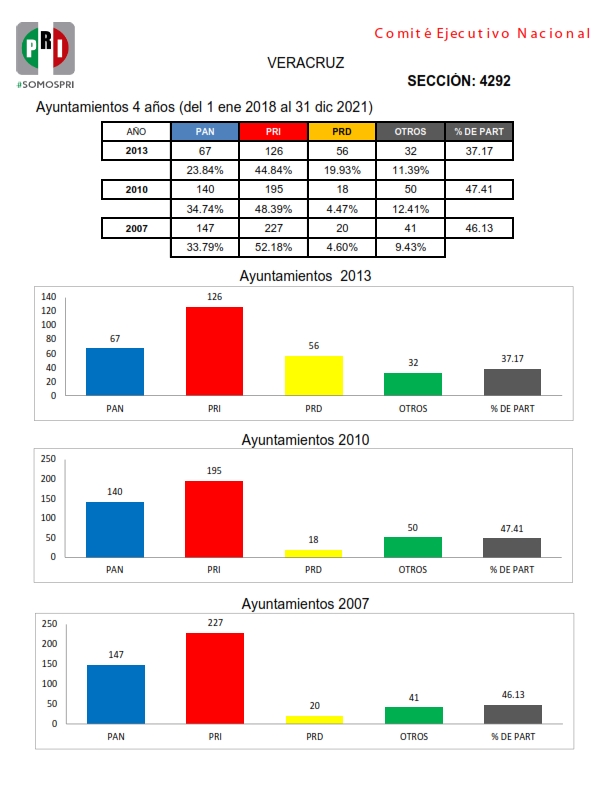 Comité Ejecutivo Nacional
PRI
#SOMOSPRI
VERACRUZ
SECCIÓN: 4292
Ayuntamientos 4 años (del 1 ene 2018 al 31 dic 2021)
AÑO PAN PRI PRD OTROS % DE PART
2013 67 126 56 32 37.17
23.84% 44.84% 19.93% 11.39%
2010 140 195 18 50 47.41
34.74% 48.39% 4.47% 12.41%
2007 147 227 20 41 46.13
33.79% 52.18% 4.60% 9.43%
Ayuntamientos 2013
140
120
100
80
60
40
20
0
67 126 56 32 37.17
PAN PRI PRD OTROS % DE PART
Ayuntamientos 2010
250
200
150
100
50
0
140 195 18 50 47.41
PAN PRI PRD OTROS % DE PART
Ayuntamientos 2007
250
200
150
100
50
0
147 227 20 41 46.13
PAN PRI PRD OTROS % DE PART